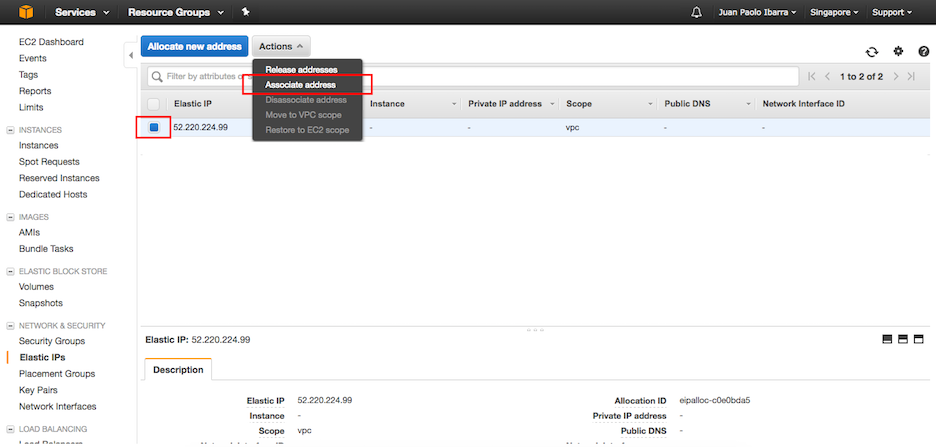 Services
Resource Groups
Juan Paolo Ibarra
Singapore
Support
EC2 Dashboard
Events
Tags
Reports
Limits
INSTANCES
Instances
Spot Requests
Reserved Instances
Dedicated Hosts
IMAGES
AMIs
Bundle Tasks
ELASTIC BLOCK STORE
Volumes
Snapshots
NETWORK & SECURITY
Security Groups
Elastic IPs
Placement Groups
Key Pairs
Network Interfaces
LOAD BALANCING
Load Balancers
Allocate new address
Actions
Release addresses
Associate address
Disassociate address
Move to VPC scope
Restore to EC2 scope
Filter by attributes
1 to 2 of 2
Elastic IP Instance Private IP address Scope Public DNS Network Interface ID
52.220.224.99 - - vpc - -
Elastic IP: 52.220.224.99
Description
Elastic IP 52.220.224.99 Allocation ID eipalloc-c0e0bda5
Instance - Private IP address -
Scope vpc Public DNS -